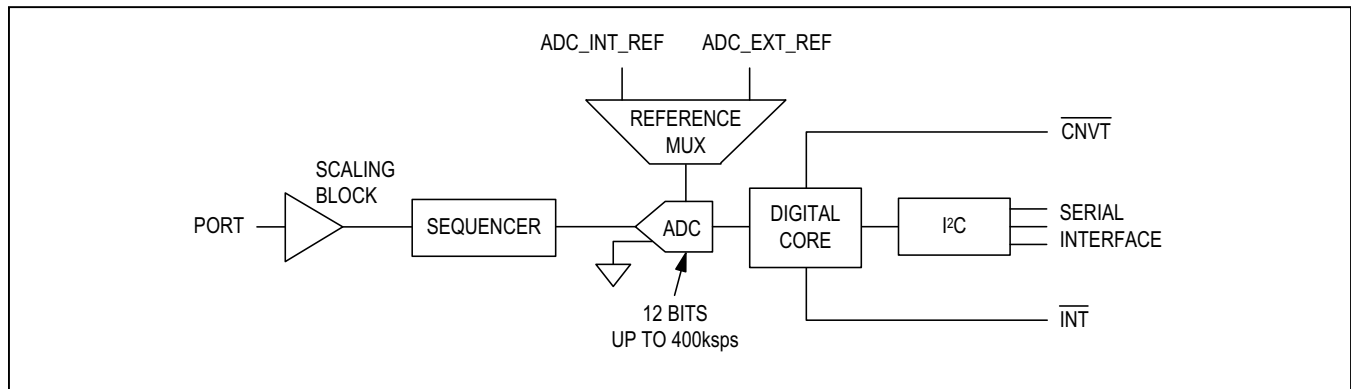 ADC_INT_REF ADC_EXT_REF
REFERENCE
MUX
CNVT
SCALING
BLOCK
PORT
SEQUENCER
ADC
DIGITAL
CORE
I²C
SERIAL
INTERFACE
12 BITS
UP TO 400ksps
INT